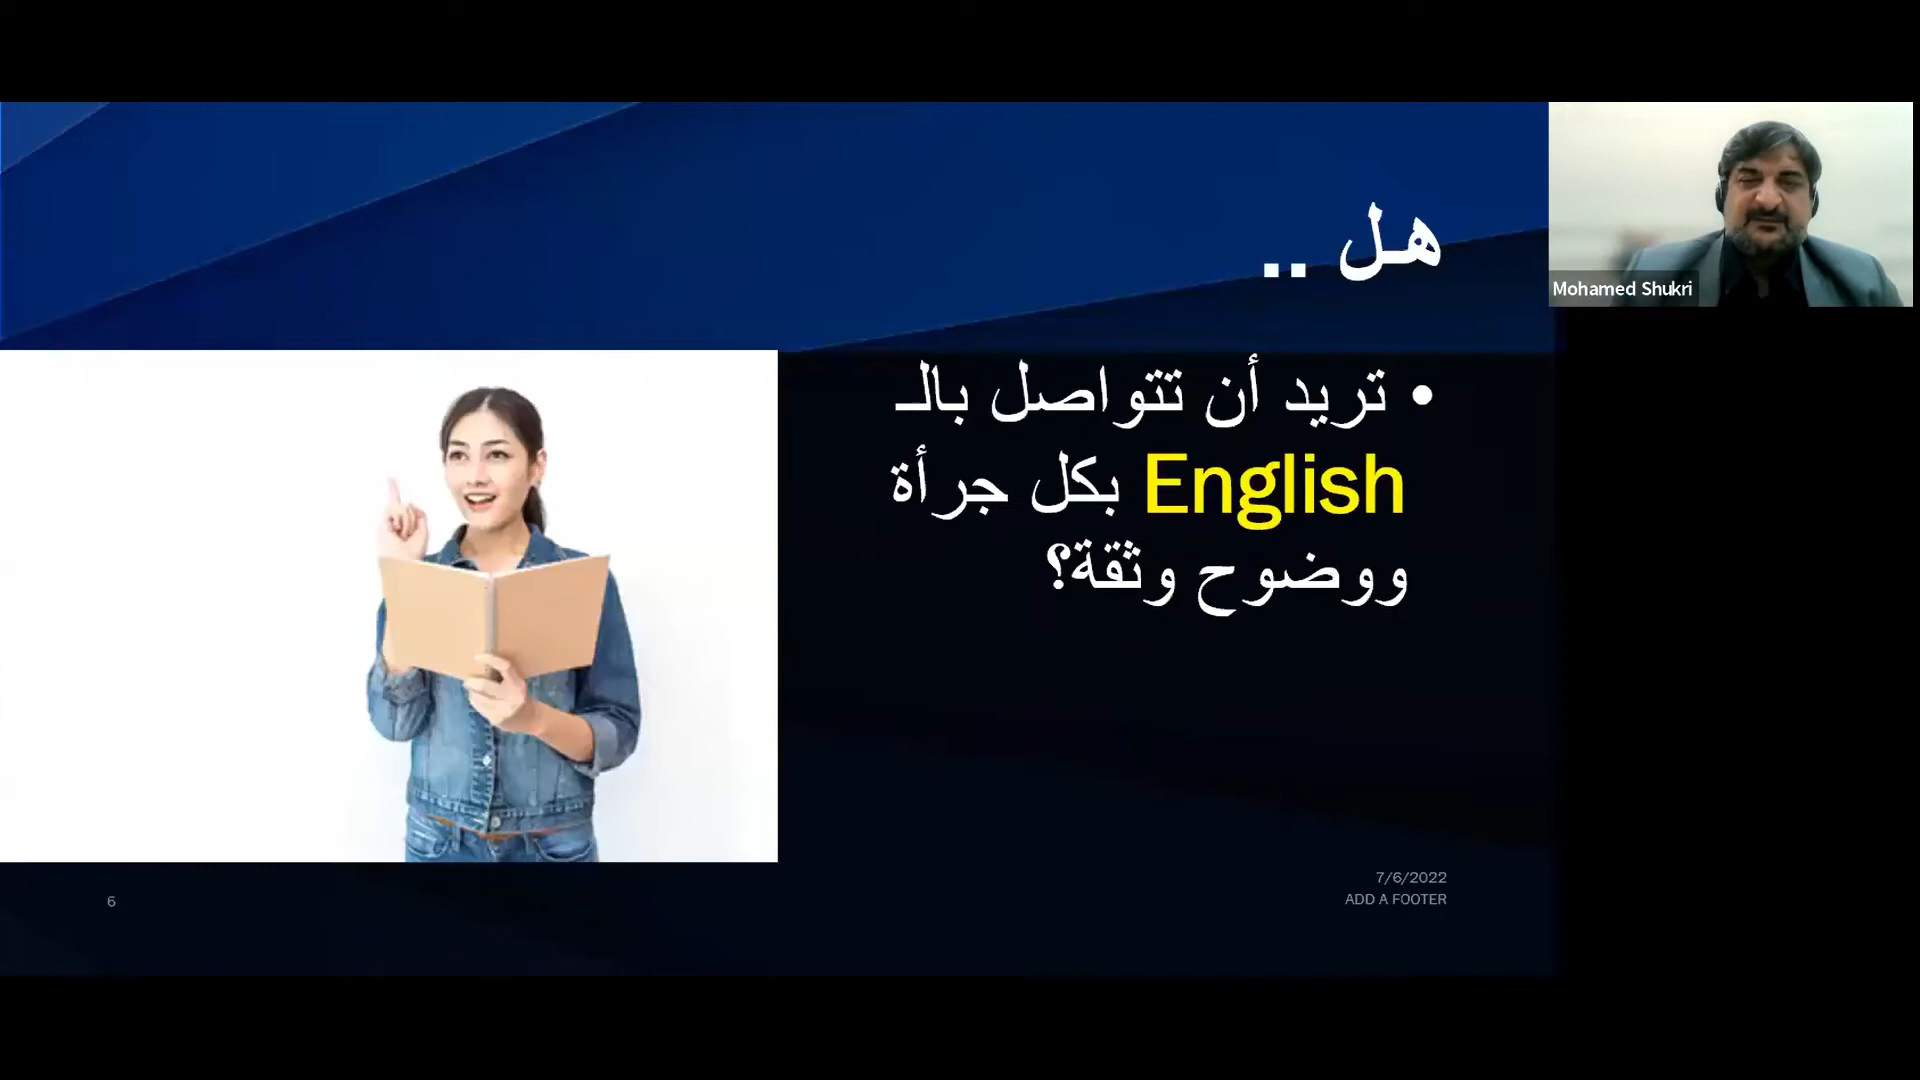 هل ..
Mohamed Shukri
• تريد أن تتواصل بالـ
English بكل جرأة
ووضوح وثقة؟
7/6/2022
ADD A FOOTER
6